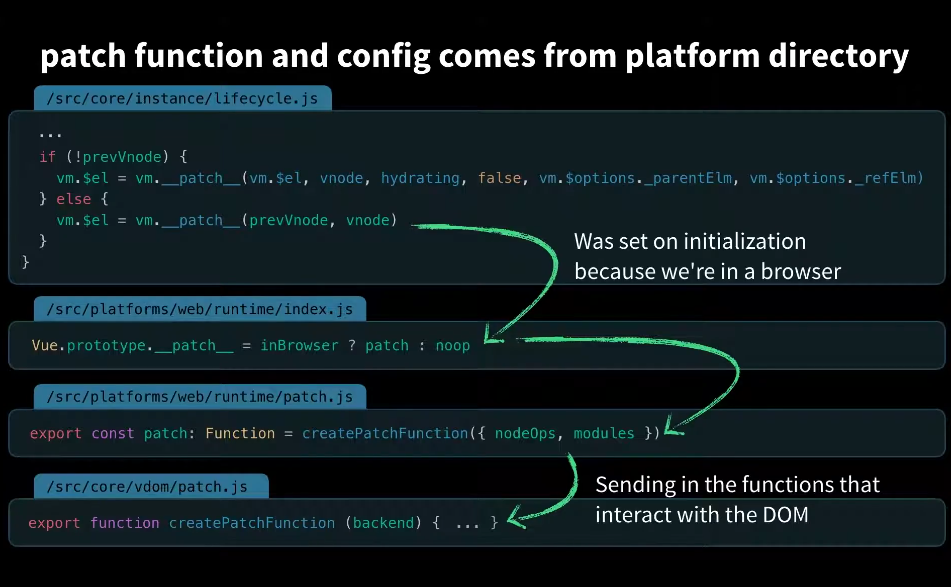 patch function and config comes from platform directory
/src/core/instance/lifecycle.js
...
if (!prevVnode) {
vm.$el = vm.__patch__(vm.$el, vnode, hydrating, false, vm.$options._parentElm, vm.$options._refElm)
} else {
vm.$el = vm.__patch__(prevVnode, vnode)
}
}
Was set on initialization
because we're in a browser
/src/platforms/web/runtime/index.js
Vue.prototype.__patch__ = inBrowser ? patch : noop
/src/platforms/web/runtime/patch.js
export const patch: Function = createPatchFunction({ nodeOps, modules })
Sending in the functions that
interact with the DOM
/src/core/vdom/patch.js
export function createPatchFunction (backend) { ... }